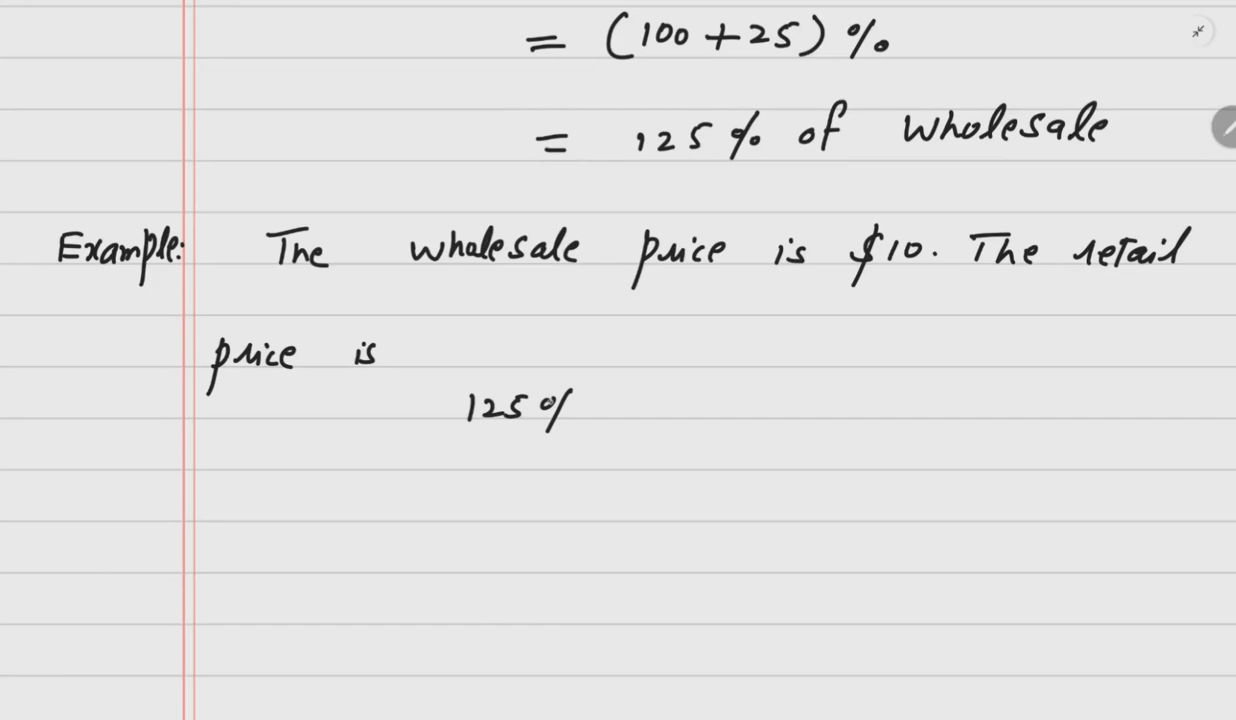 = (100 + 25) %
= 125 % of wholesale
Example: The wholesale price is $10. The retail
price is
125 %